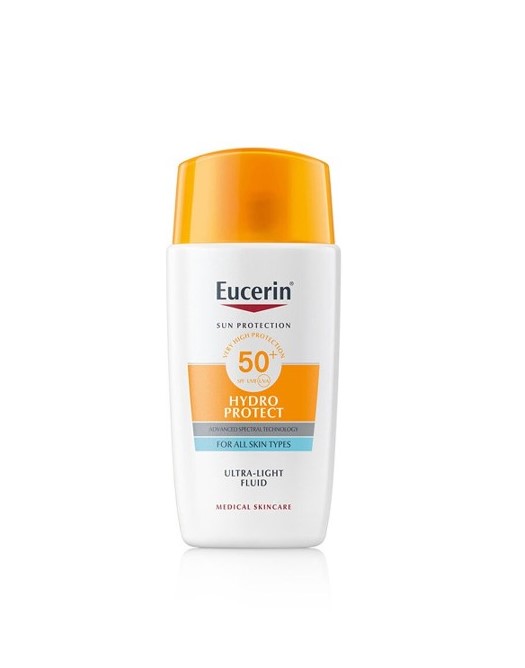 Eucerin®
SUN PROTECTION
VERY HIGH PROTECTION
50+
UVA
HYDRO
PROTECT
ADVANCED SPECTRAL TECHNOLOGY
FOR ALL SKIN TYPES
ULTRA-LIGHT
FLUID
MEDICAL SKINCARE